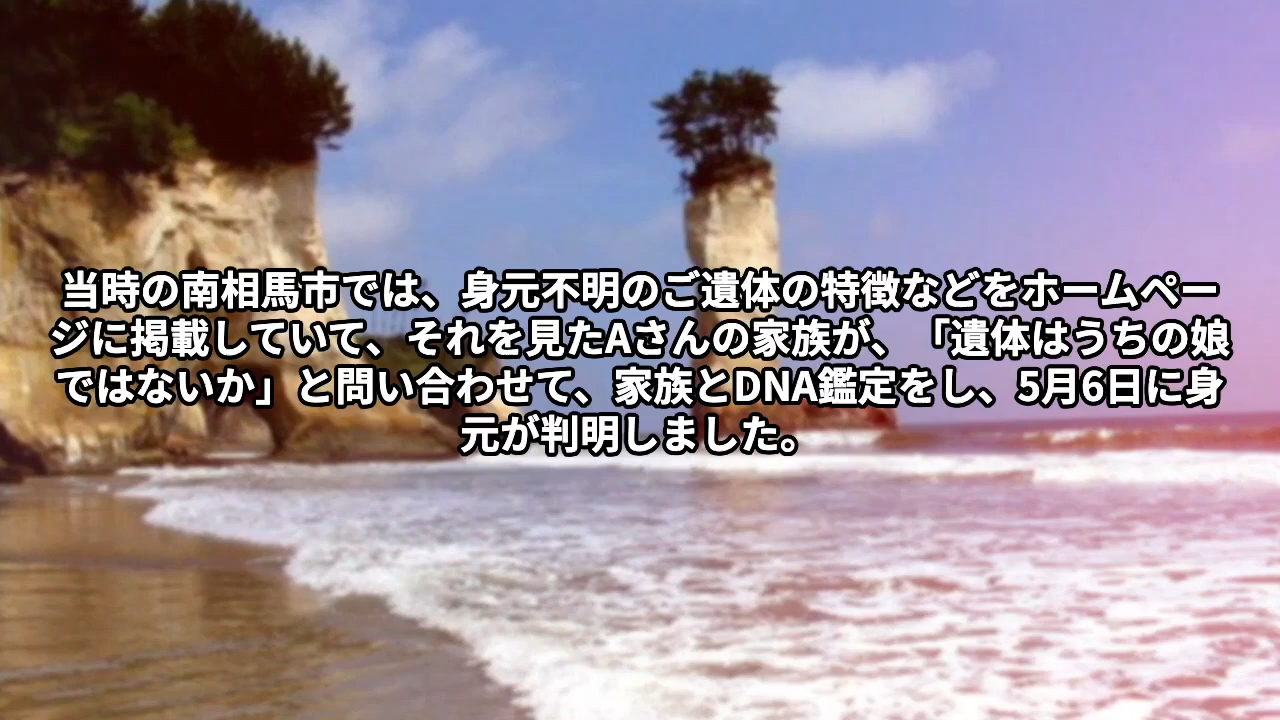 当時の南相馬市では、身元不明のご遺体の特徴などをホームペー
ジに掲載していて、それを見たAさんの家族が、「遺体はうちの娘
ではないか」と問い合わせて、家族とDNA鑑定をし、5月6日に身
元が判明しました。